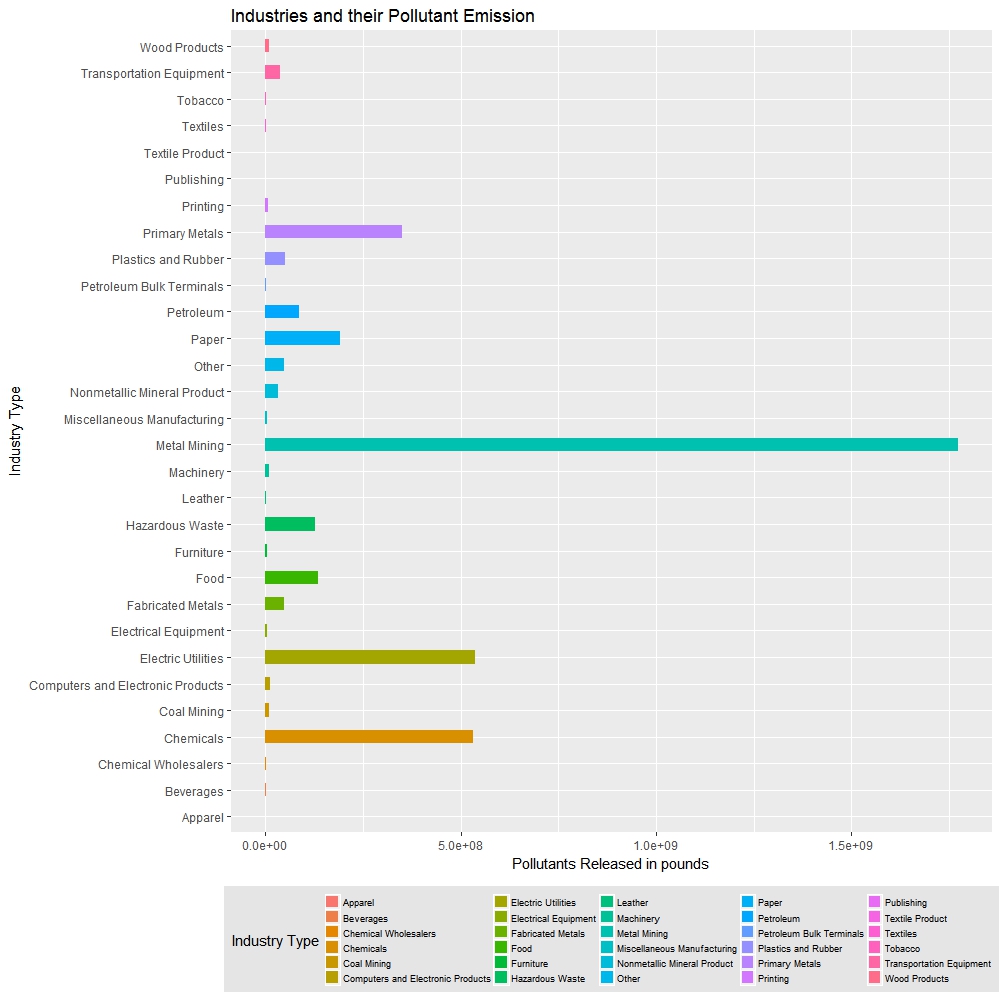 Industries and their Pollutant Emission
Industry Type
Wood Products
Transportation Equipment
Tobacco
Textiles
Textile Product
Publishing
Printing
Primary Metals
Plastics and Rubber
Petroleum Bulk Terminals
Petroleum
Paper
Other
Nonmetallic Mineral Product
Miscellaneous Manufacturing
Metal Mining
Machinery
Leather
Hazardous Waste
Furniture
Food
Fabricated Metals
Electrical Equipment
Electric Utilities
Computers and Electronic Products
Coal Mining
Chemicals
Chemical Wholesalers
Beverages
Apparel
0.0e+00 5.0e+08 1.0e+09 1.5e+09
Pollutants Released in pounds
Industry Type
Apparel
Beverages
Chemical Wholesalers
Chemicals
Coal Mining
Computers and Electronic Products
Electric Utilities
Electrical Equipment
Fabricated Metals
Food
Furniture
Hazardous Waste
Leather
Machinery
Metal Mining
Miscellaneous Manufacturing
Nonmetallic Mineral Product
Other
Paper
Petroleum
Petroleum Bulk Terminals
Plastics and Rubber
Primary Metals
Printing
Publishing
Textile Product
Textiles
Tobacco
Transportation Equipment
Wood Products